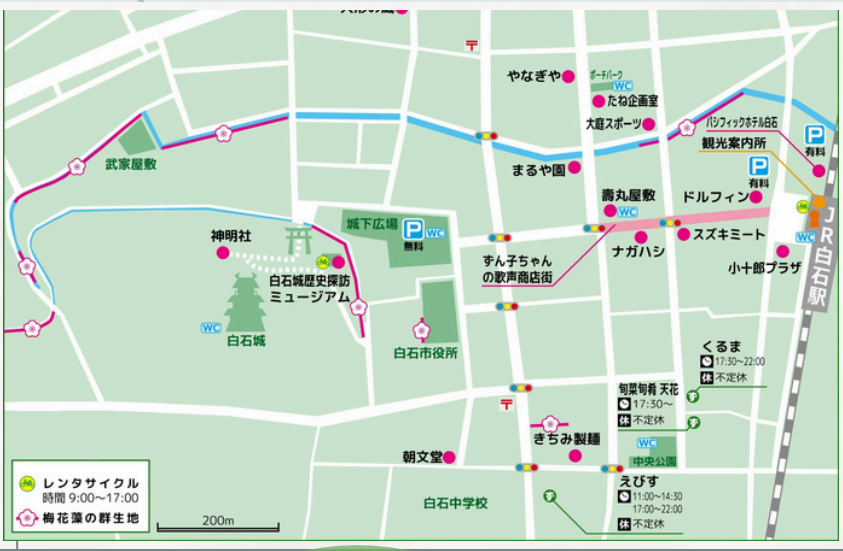 〒
やなぎや
ポーチパーク
WC
たね企画室
大庭スポーツ
パシフィックホテル白石
観光案内所
P
有料
P
有料
武家屋敷
まるや園
壽丸屋敷
WC
ドルフィン
城下広場
P
無料
WC
神明社
白石城歴史探訪
ミュージアム
ずん子ちゃん
の歌声商店街
ナガハシ
スズキミート
WC
小十郎プラザ
JR白石駅
WC
白石城
白石市役所
くるま
17:30〜22:00
休 不定休
〒
旬菜旬肴 天花
17:30〜
休 不定休
きちみ製麺
WC
中央公園
朝文堂
えびす
11:00〜14:30
17:00〜22:00
休 不定休
白石中学校
レンタサイクル
時間 9:00〜17:00
梅花藻の群生地
200m